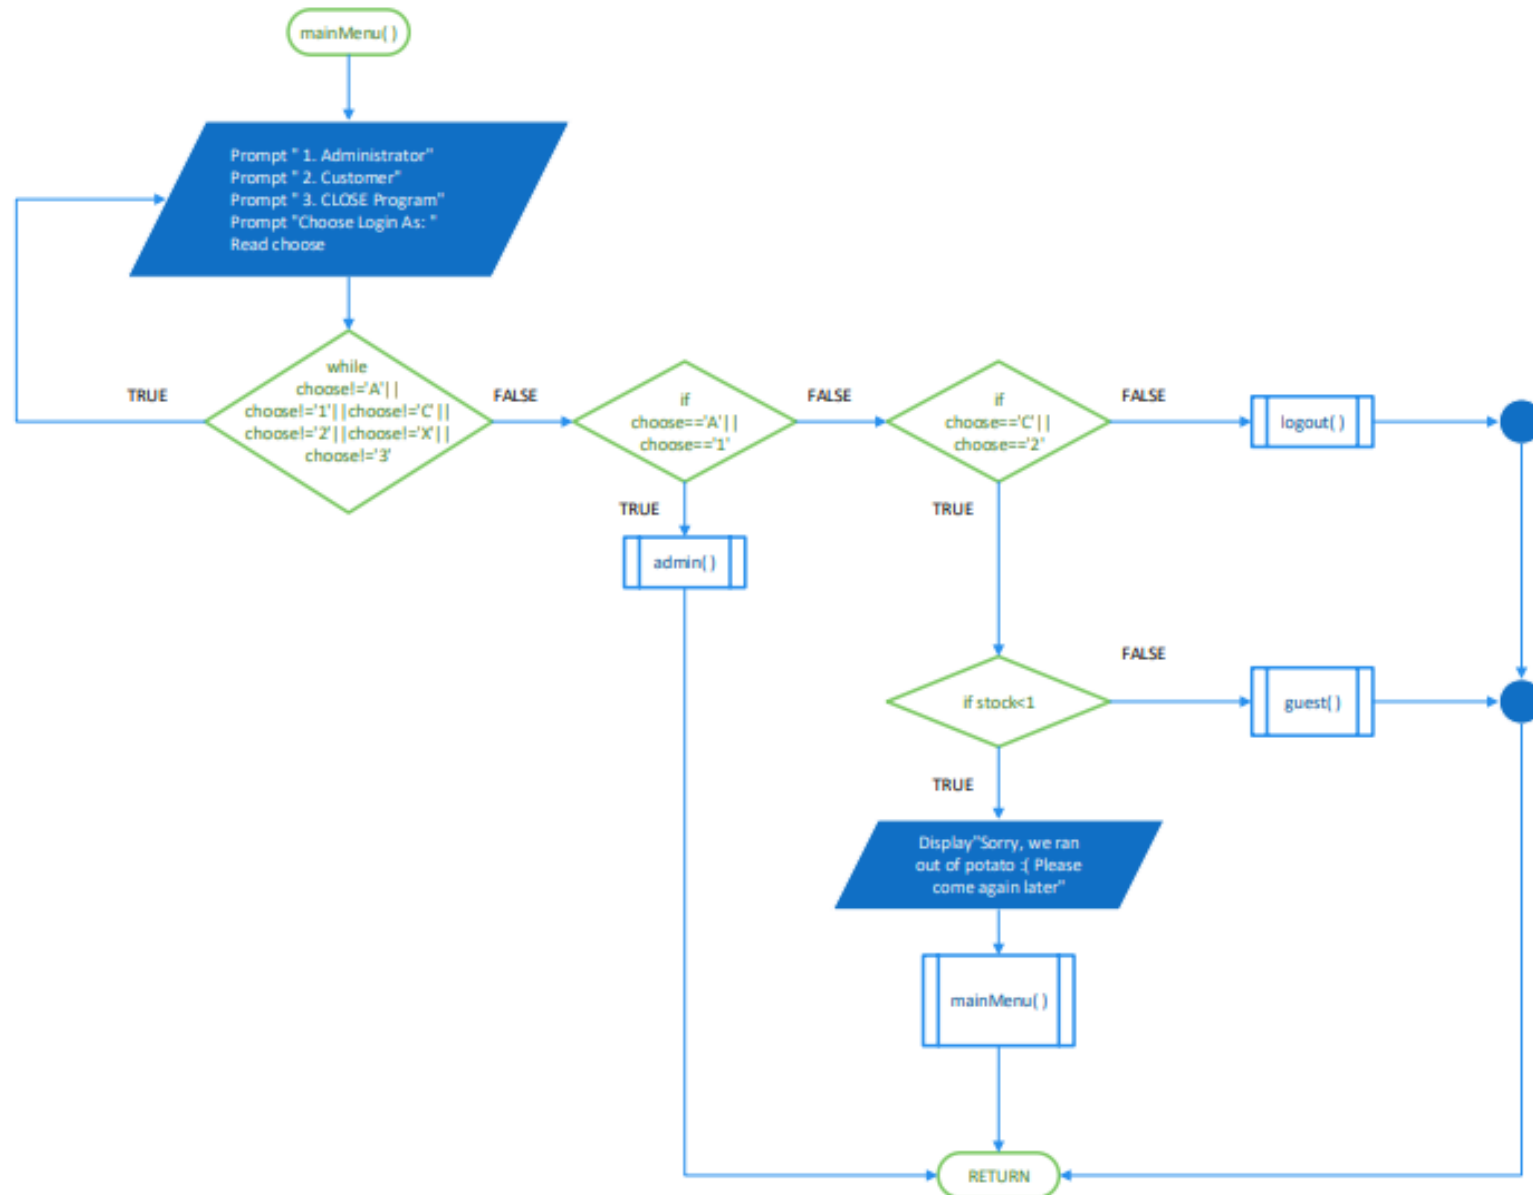 mainMenu( )
Prompt " 1. Administrator"
Prompt " 2. Customer"
Prompt " 3. CLOSE Program"
Prompt "Choose Login As: "
Read choose
while
choose!='A'||
choose!='1'||choose!='C'||
choose!='2'||choose!='X'||
choose!='3'
TRUE
FALSE
if
choose=='A'||
choose=='1'
FALSE
if
choose=='C'||
choose=='2'
FALSE
logout( )
TRUE
admin( )
TRUE
if stock<1
FALSE
guest( )
TRUE
Display"Sorry, we ran
out of potato :( Please
come again later"
mainMenu( )
RETURN